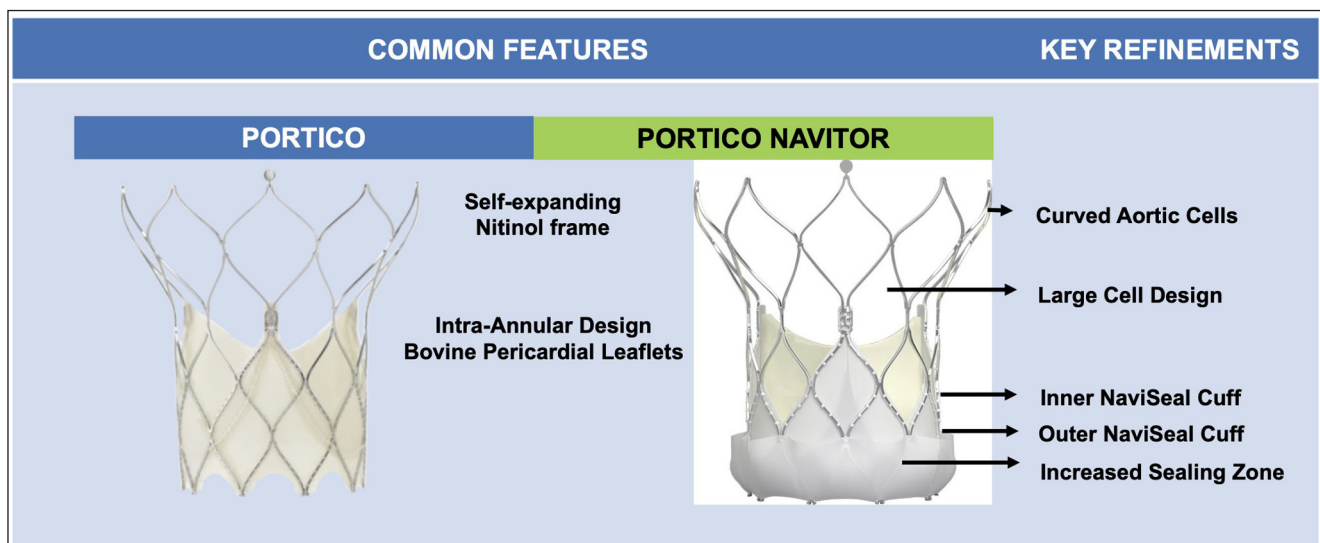 COMMON FEATURES
KEY REFINEMENTS
PORTICO
PORTICO NAVITOR
Self-expanding
Nitinol frame
Intra-Annular Design
Bovine Pericardial Leaflets
Curved Aortic Cells
Large Cell Design
Inner NaviSeal Cuff
Outer NaviSeal Cuff
Increased Sealing Zone